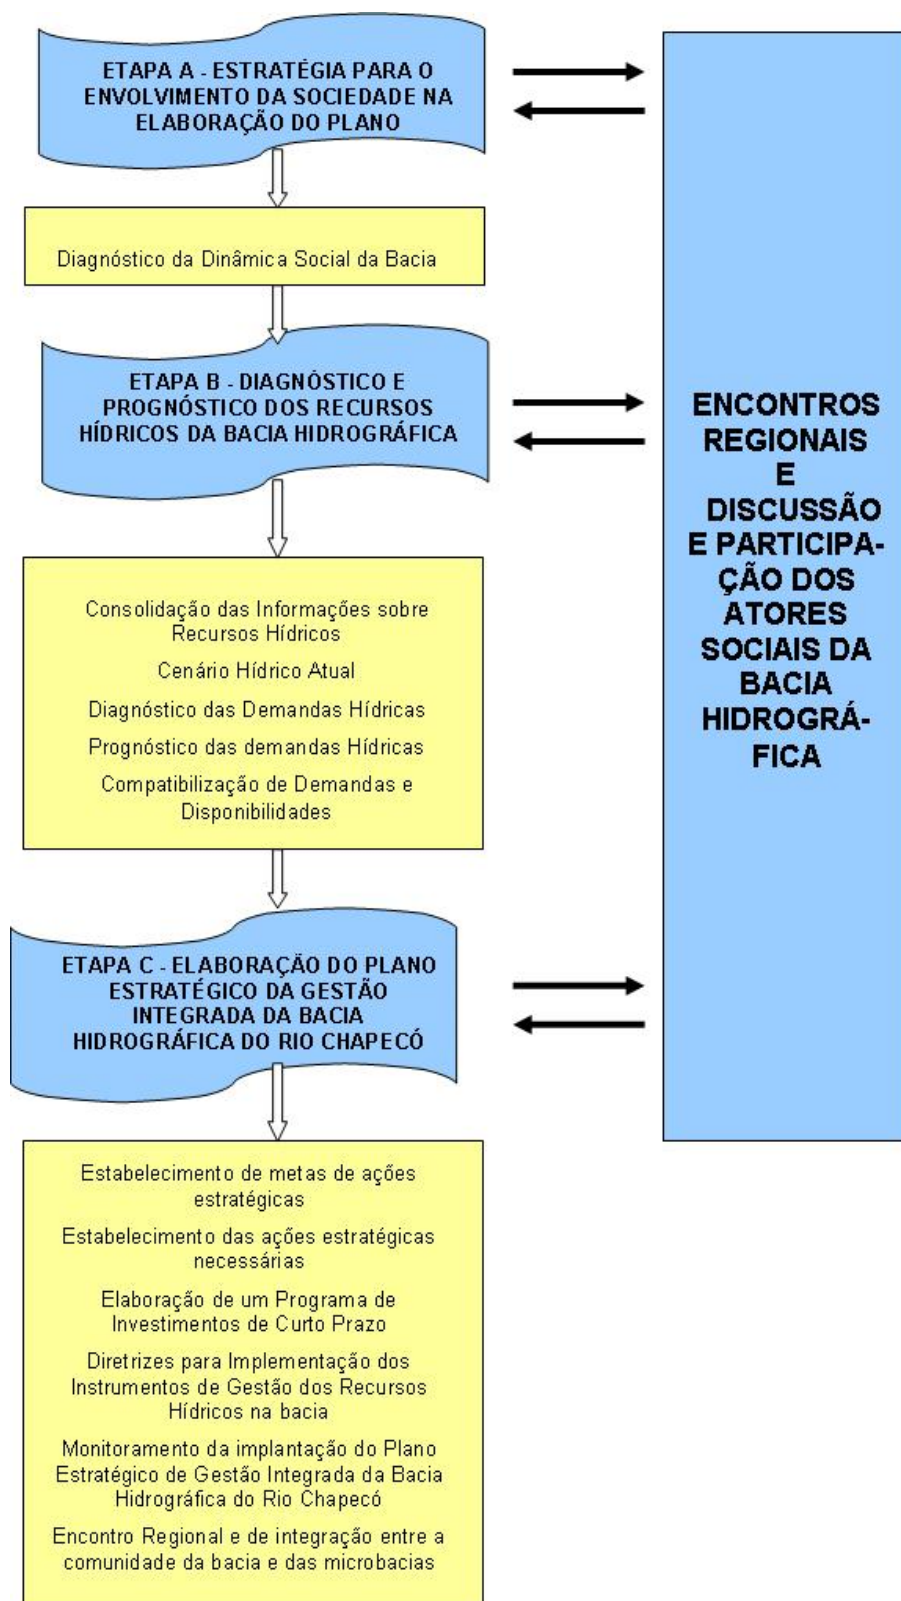 ETAPA A - ESTRATÉGIA PARA O
ENVOLVIMENTO DA SOCIEDADE NA
ELABORAÇÃO DO PLANO
Diagnóstico da Dinâmica Social da Bacia
ETAPA B - DIAGNÓSTICO E
PROGNÓSTICO DOS RECURSOS
HÍDRICOS DA BACIA HIDROGRÁFICA
Consolidação das Informações sobre
Recursos Hídricos
Cenário Hídrico Atual
Diagnóstico das Demandas Hídricas
Prognóstico das demandas Hídricas
Compatibilização de Demandas e
Disponibilidades
ETAPA C - ELABORAÇÃO DO PLANO
ESTRATÉGICO DA GESTÃO
INTEGRADA DA BACIA
HIDROGRÁFICA DO RIO CHAPECÓ
Estabelecimento de metas de ações
estratégicas
Estabelecimento das ações estratégicas
necessárias
Elaboração de um Programa de
Investimentos de Curto Prazo
Diretrizes para Implementação dos
Instrumentos de Gestão dos Recursos
Hídricos na bacia
Monitoramento da implantação do Plano
Estratégico de Gestão Integrada da Bacia
Hidrográfica do Rio Chapecó
Encontro Regional e de integração entre a
comunidade da bacia e das microbacias
ENCONTROS
REGIONAIS
E
DISCUSSÃO
E PARTICIPA-
ÇÃO DOS
ATORES
SOCIAIS DA
BACIA
HIDROGRÁ-
FICA